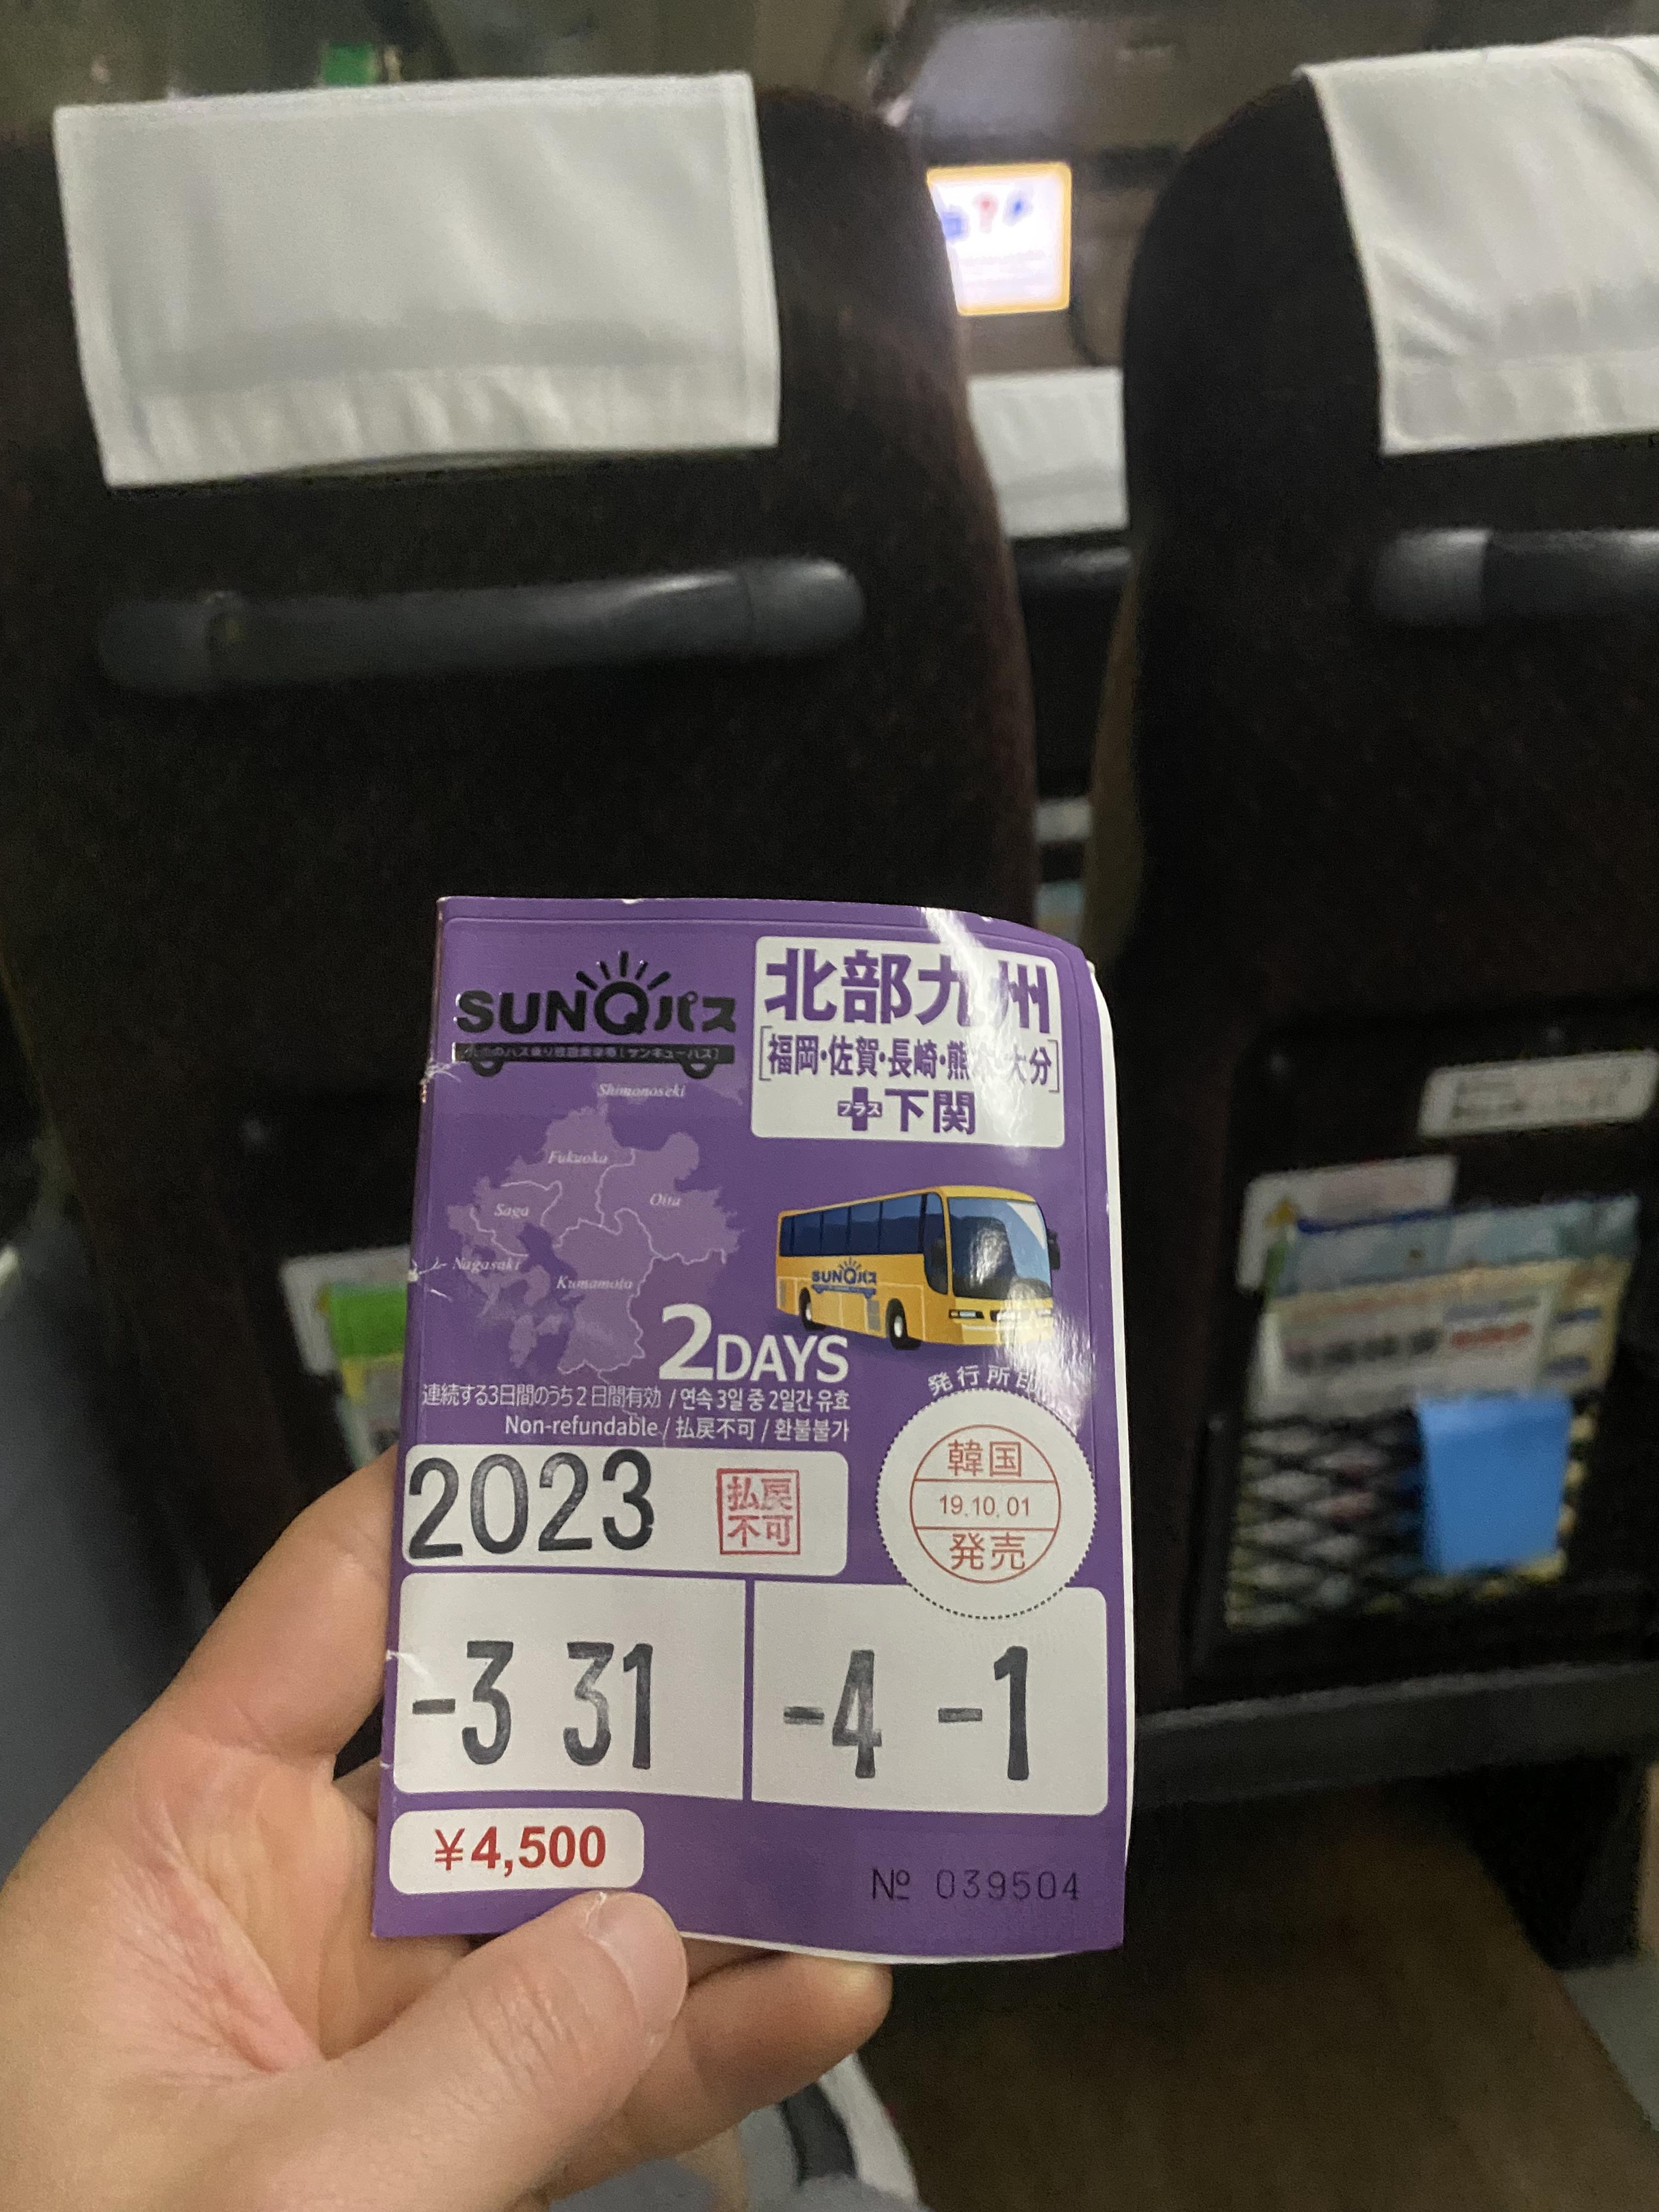 SUNQパス
北部九州
[福岡・佐賀・長崎・熊 大分]
プラス下関
Shimonoseki
Fukuoka
Oita
Saga
Nagasaki
Kumamoto
SUNQパス
2DAYS
連続する3日間のうち2日間有効 / 연속 3일 중 2일간 유효
Non-refundable / 払戻不可 / 환불불가
発行所印
2023
払戻
不可
韓国
19.10.01
発売
-3 31
-4 -1
¥4,500
№ 039504